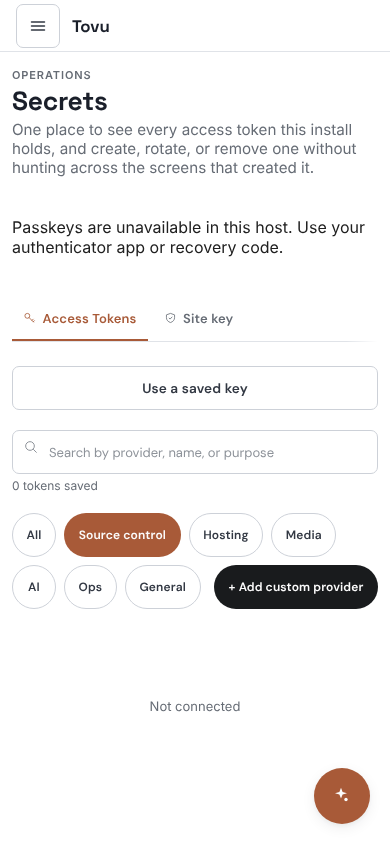 Tovu
OPERATIONS
Secrets
One place to see every access token this install
holds, and create, rotate, or remove one without
hunting across the screens that created it.
Passkeys are unavailable in this host. Use your
authenticator app or recovery code.
Access Tokens
Site key
Use a saved key
Search by provider, name, or purpose
0 tokens saved
All
Source control
Hosting
Media
AI
Ops
General
+ Add custom provider
Not connected